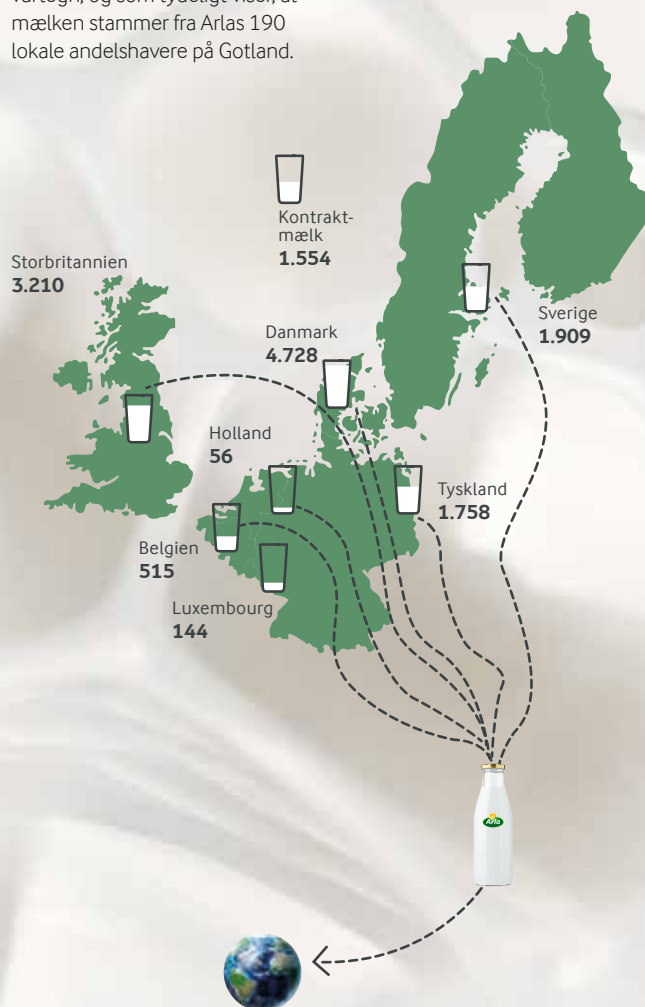 mælken stammer fra Arlas 190
lokale andelshavere på Gotland.
Kontrakt-
mælk
1.554
Storbritannien
3.210
Sverige
1.909
Danmark
4.728
Holland
56
Tyskland
1.758
Belgien
515
Luxembourg
144
Arla